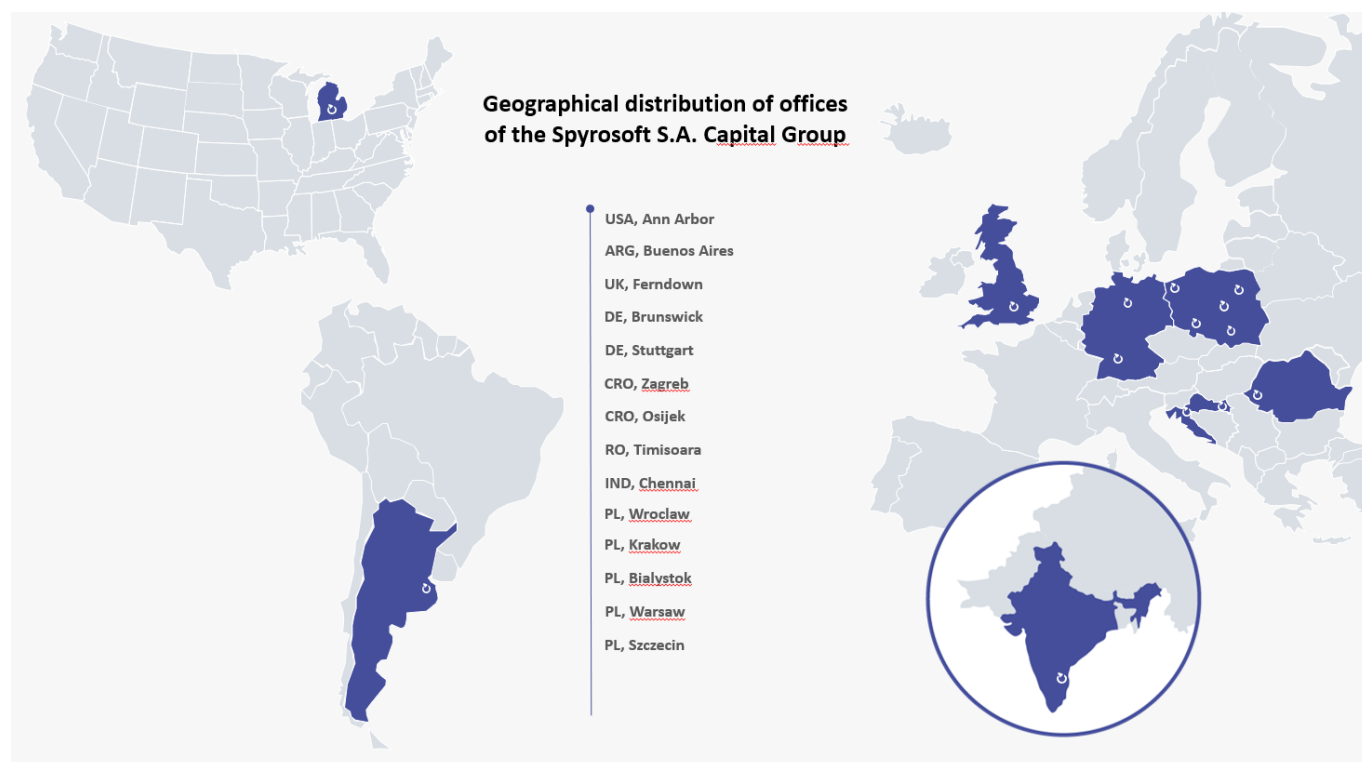 Geographical distribution of offices
of the Spyrosoft S.A. Capital Group
USA, Ann Arbor
ARG, Buenos Aires
UK, Ferndown
DE, Brunswick
DE, Stuttgart
CRO, Zagreb
CRO, Osijek
RO, Timisoara
IND, Chennai
PL, Wroclaw
PL, Krakow
PL, Bialystok
PL, Warsaw
PL, Szczecin